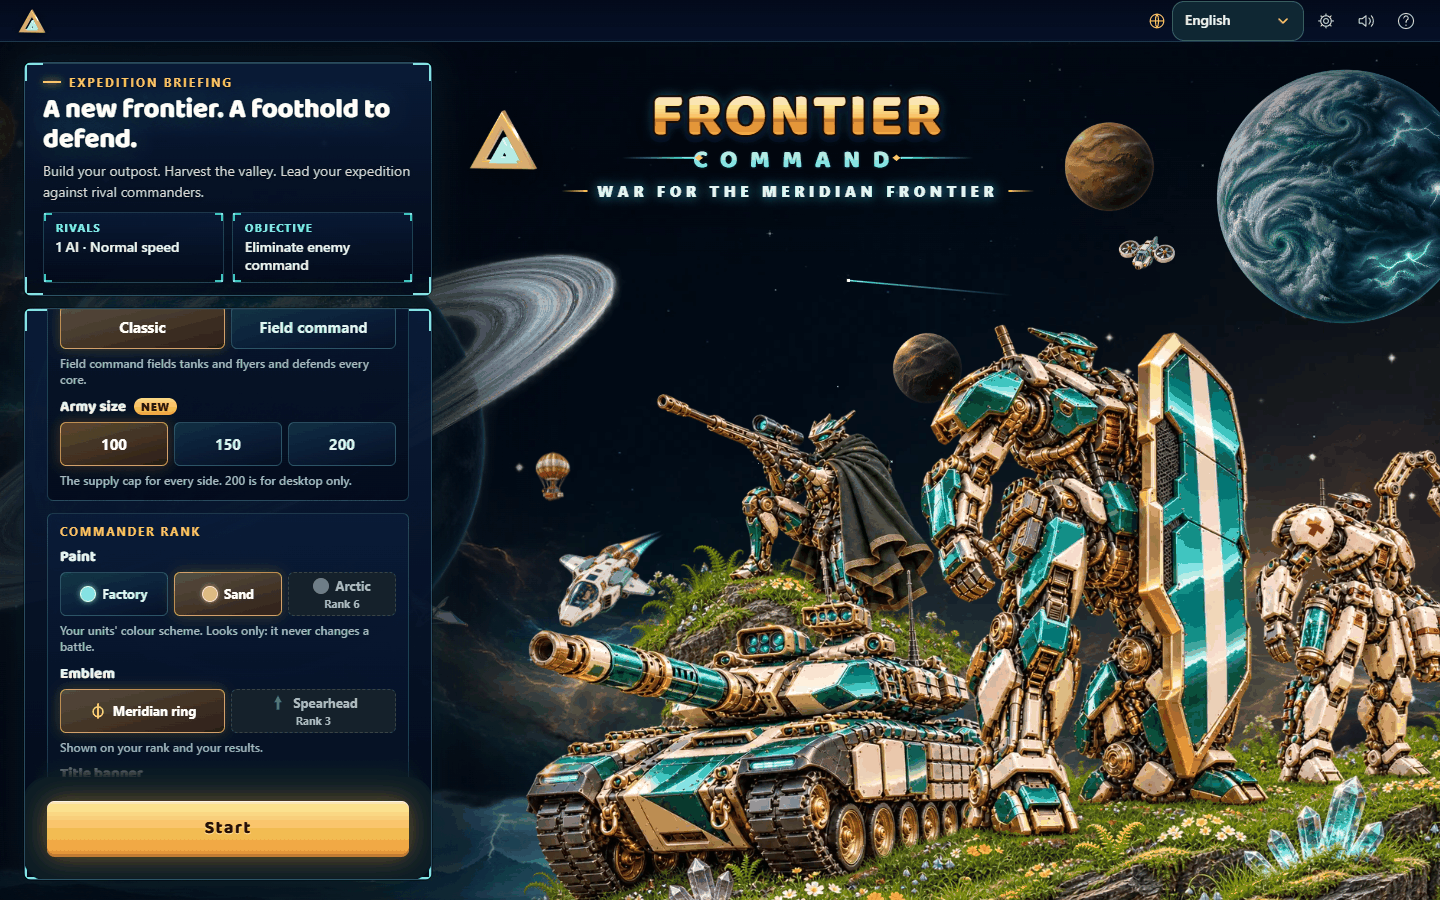 English
EXPEDITION BRIEFING
A new frontier. A foothold to
defend.
Build your outpost. Harvest the valley. Lead your expedition
against rival commanders.
RIVALS
1 AI · Normal speed
OBJECTIVE
Eliminate enemy
command
Classic
Field command
Field command fields tanks and flyers and defends every
core.
Army size NEW
100
150
200
The supply cap for every side. 200 is for desktop only.
COMMANDER RANK
Paint
Factory
Sand
Arctic
Rank 6
Your units' colour scheme. Looks only: it never changes a
battle.
Emblem
Meridian ring
Spearhead
Rank 3
Shown on your rank and your results.
Title banner
Start
FRONTIER
COMMAND
WAR FOR THE MERIDIAN FRONTIER